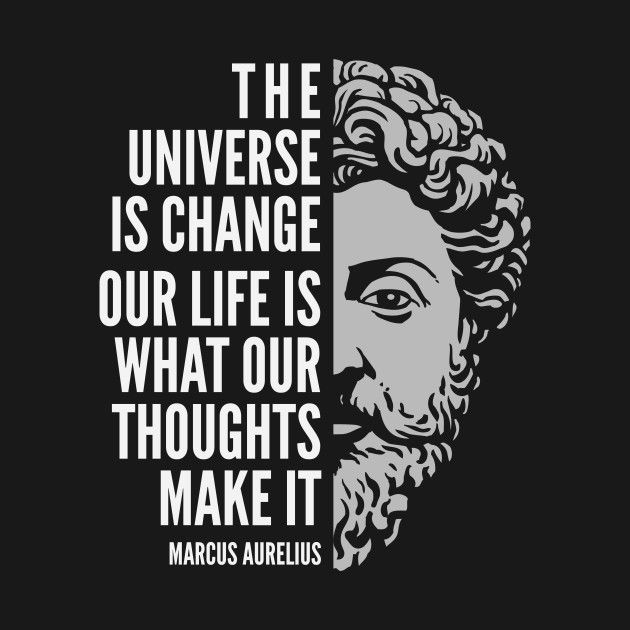 THE
UNIVERSE
IS CHANGE
OUR LIFE IS
WHAT OUR
THOUGHTS
MAKE IT
MARCUS AURELIUS